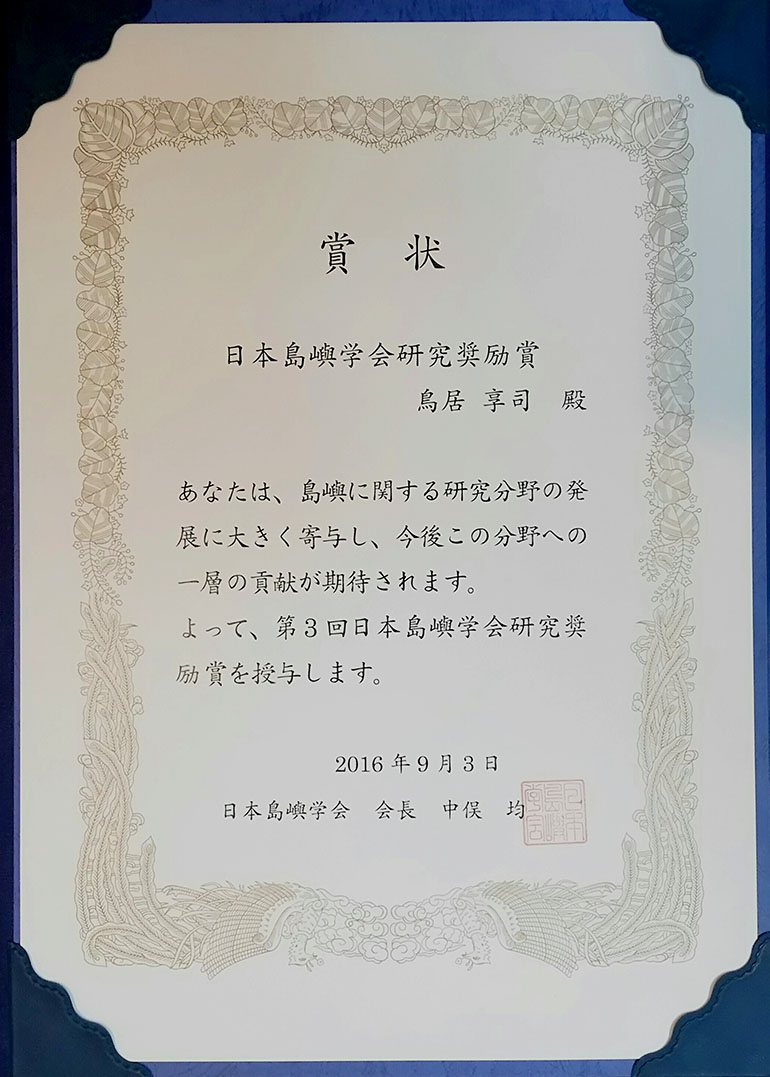 賞 状
日本島嶼学会研究奨励賞
鳥居 享司 殿
あなたは、島嶼に関する研究分野の発
展に大きく寄与し、今後この分野への
一層の貢献が期待されます。
よって、第3回日本島嶼学会研究奨
励賞を授与します。
2016年9月3日
日本島嶼学会 会長 中俣 均